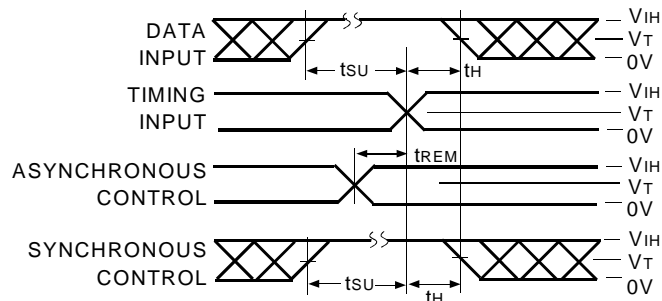 DATA
INPUT
tSU
tH
VIH
VT
0V
TIMING
INPUT
VIH
VT
0V
tREM
ASYNCHRONOUS
CONTROL
VIH
VT
0V
SYNCHRONOUS
CONTROL
tSU
tH
VIH
VT
0V